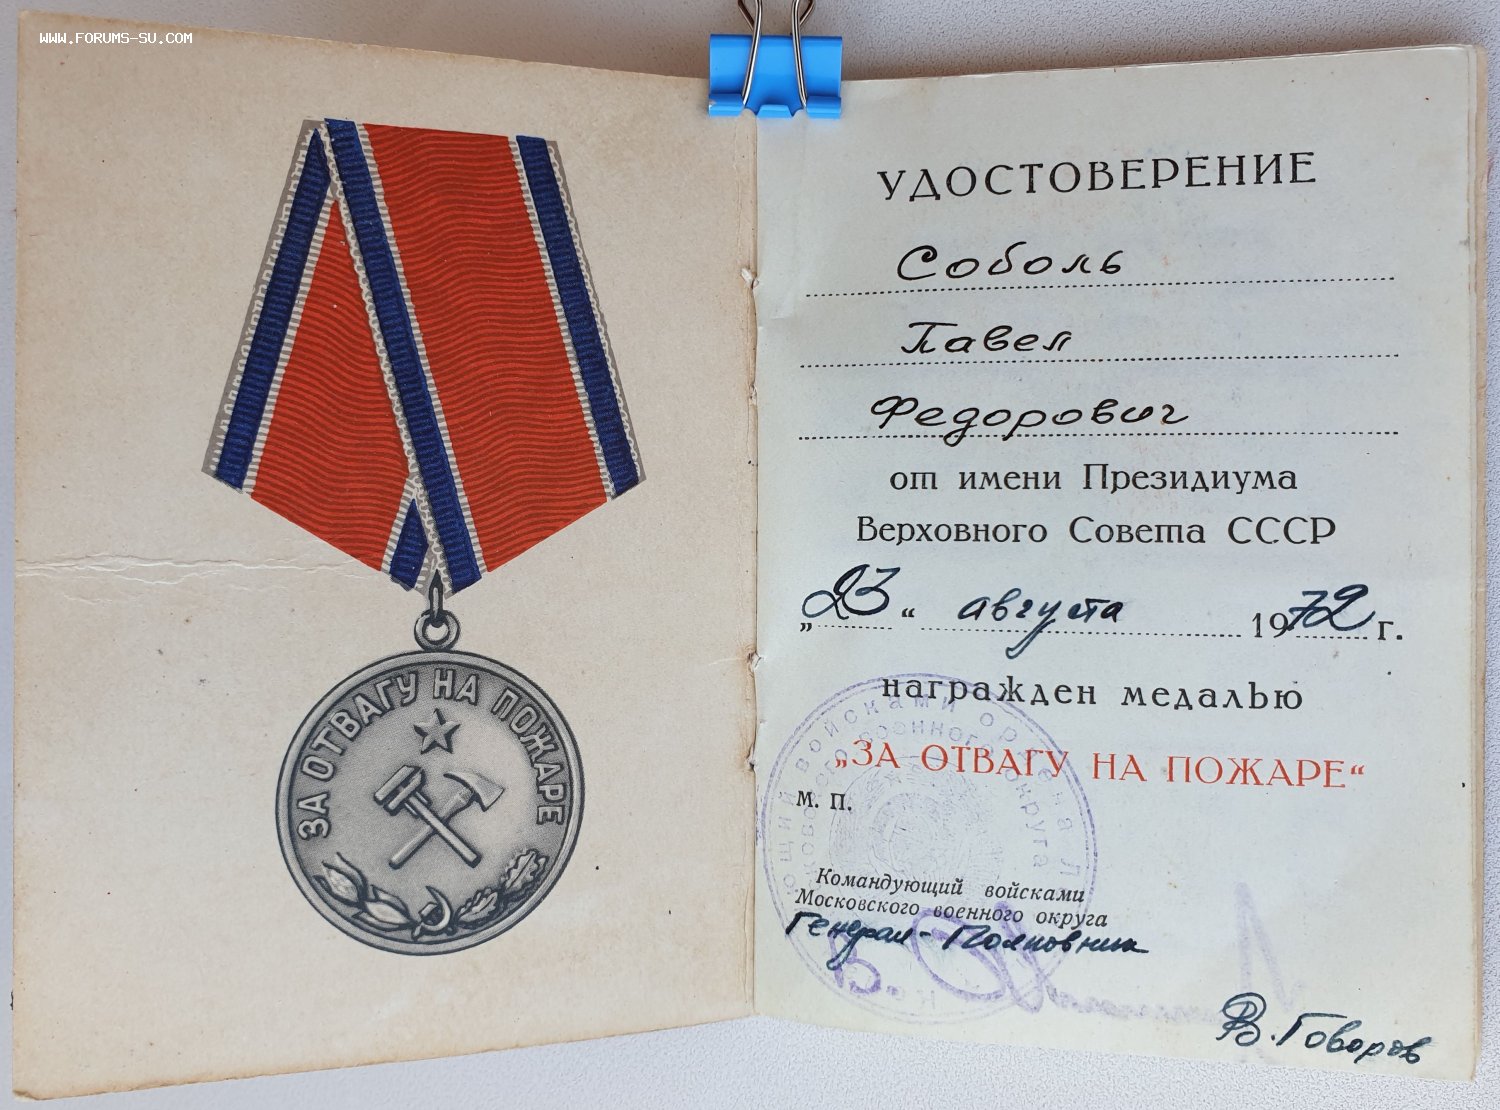 WWW.FORUMS-SU.COM
ЗА ОТВАГУ НА ПОЖАРЕ
УДОСТОВЕРЕНИЕ
Соболь
Павел
Федорович
от имени Президиума
Верховного Совета СССР
„23“ августа 1972 г.
награжден медалью
„ЗА ОТВАГУ НА ПОЖАРЕ“
М. П.
Командующий войсками
Московского военного округа
Генерал-Полковник
В. Говоров